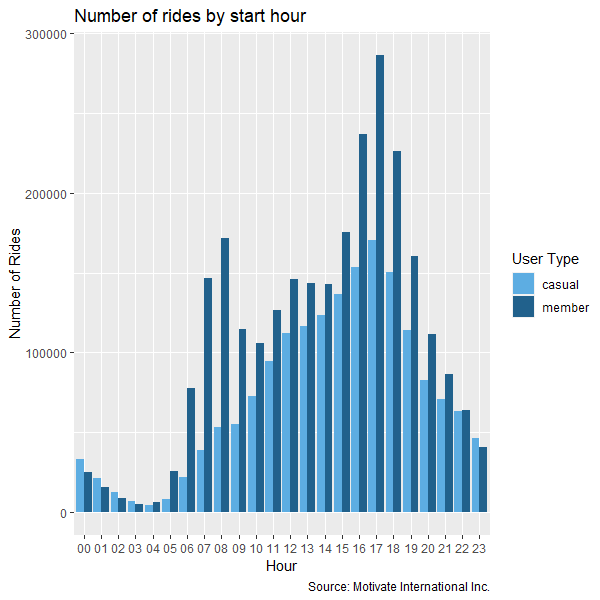 Number of rides by start hour
300000
200000
100000
0
Number of Rides
00 01 02 03 04 05 06 07 08 09 10 11 12 13 14 15 16 17 18 19 20 21 22 23
Hour
User Type
casual
member
Source: Motivate International Inc.